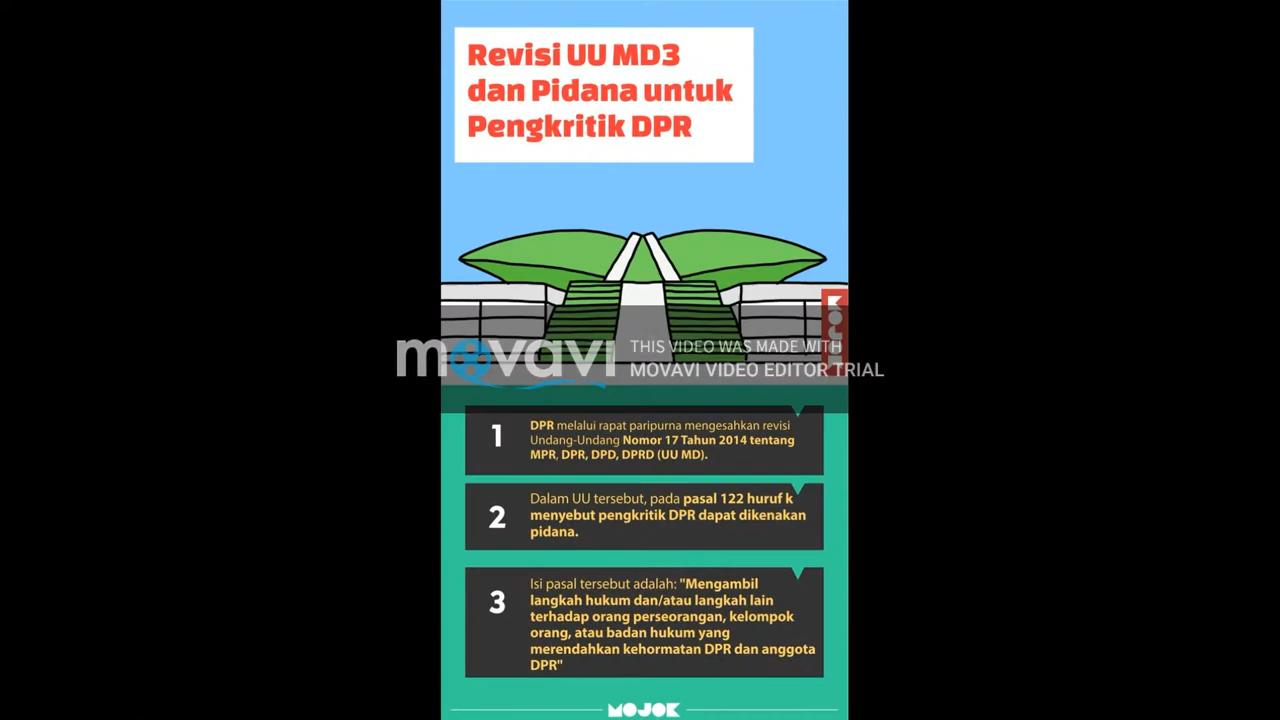 Revisi UU MD3
dan Pidana untuk
Pengkritik DPR
MOJOK
movavi
THIS VIDEO WAS MADE WITH
MOVAVI VIDEO EDITOR TRIAL
1
DPR melalui rapat paripurna mengesahkan revisi
Undang-Undang Nomor 17 Tahun 2014 tentang
MPR, DPR, DPD, DPRD (UU MD).
2
Dalam UU tersebut, pada pasal 122 huruf k
menyebut pengkritik DPR dapat dikenakan
pidana.
3
Isi pasal tersebut adalah: "Mengambil
langkah hukum dan/atau langkah lain
terhadap orang perseorangan, kelompok
orang, atau badan hukum yang
merendahkan kehormatan DPR dan anggota
DPR"
MOJOK